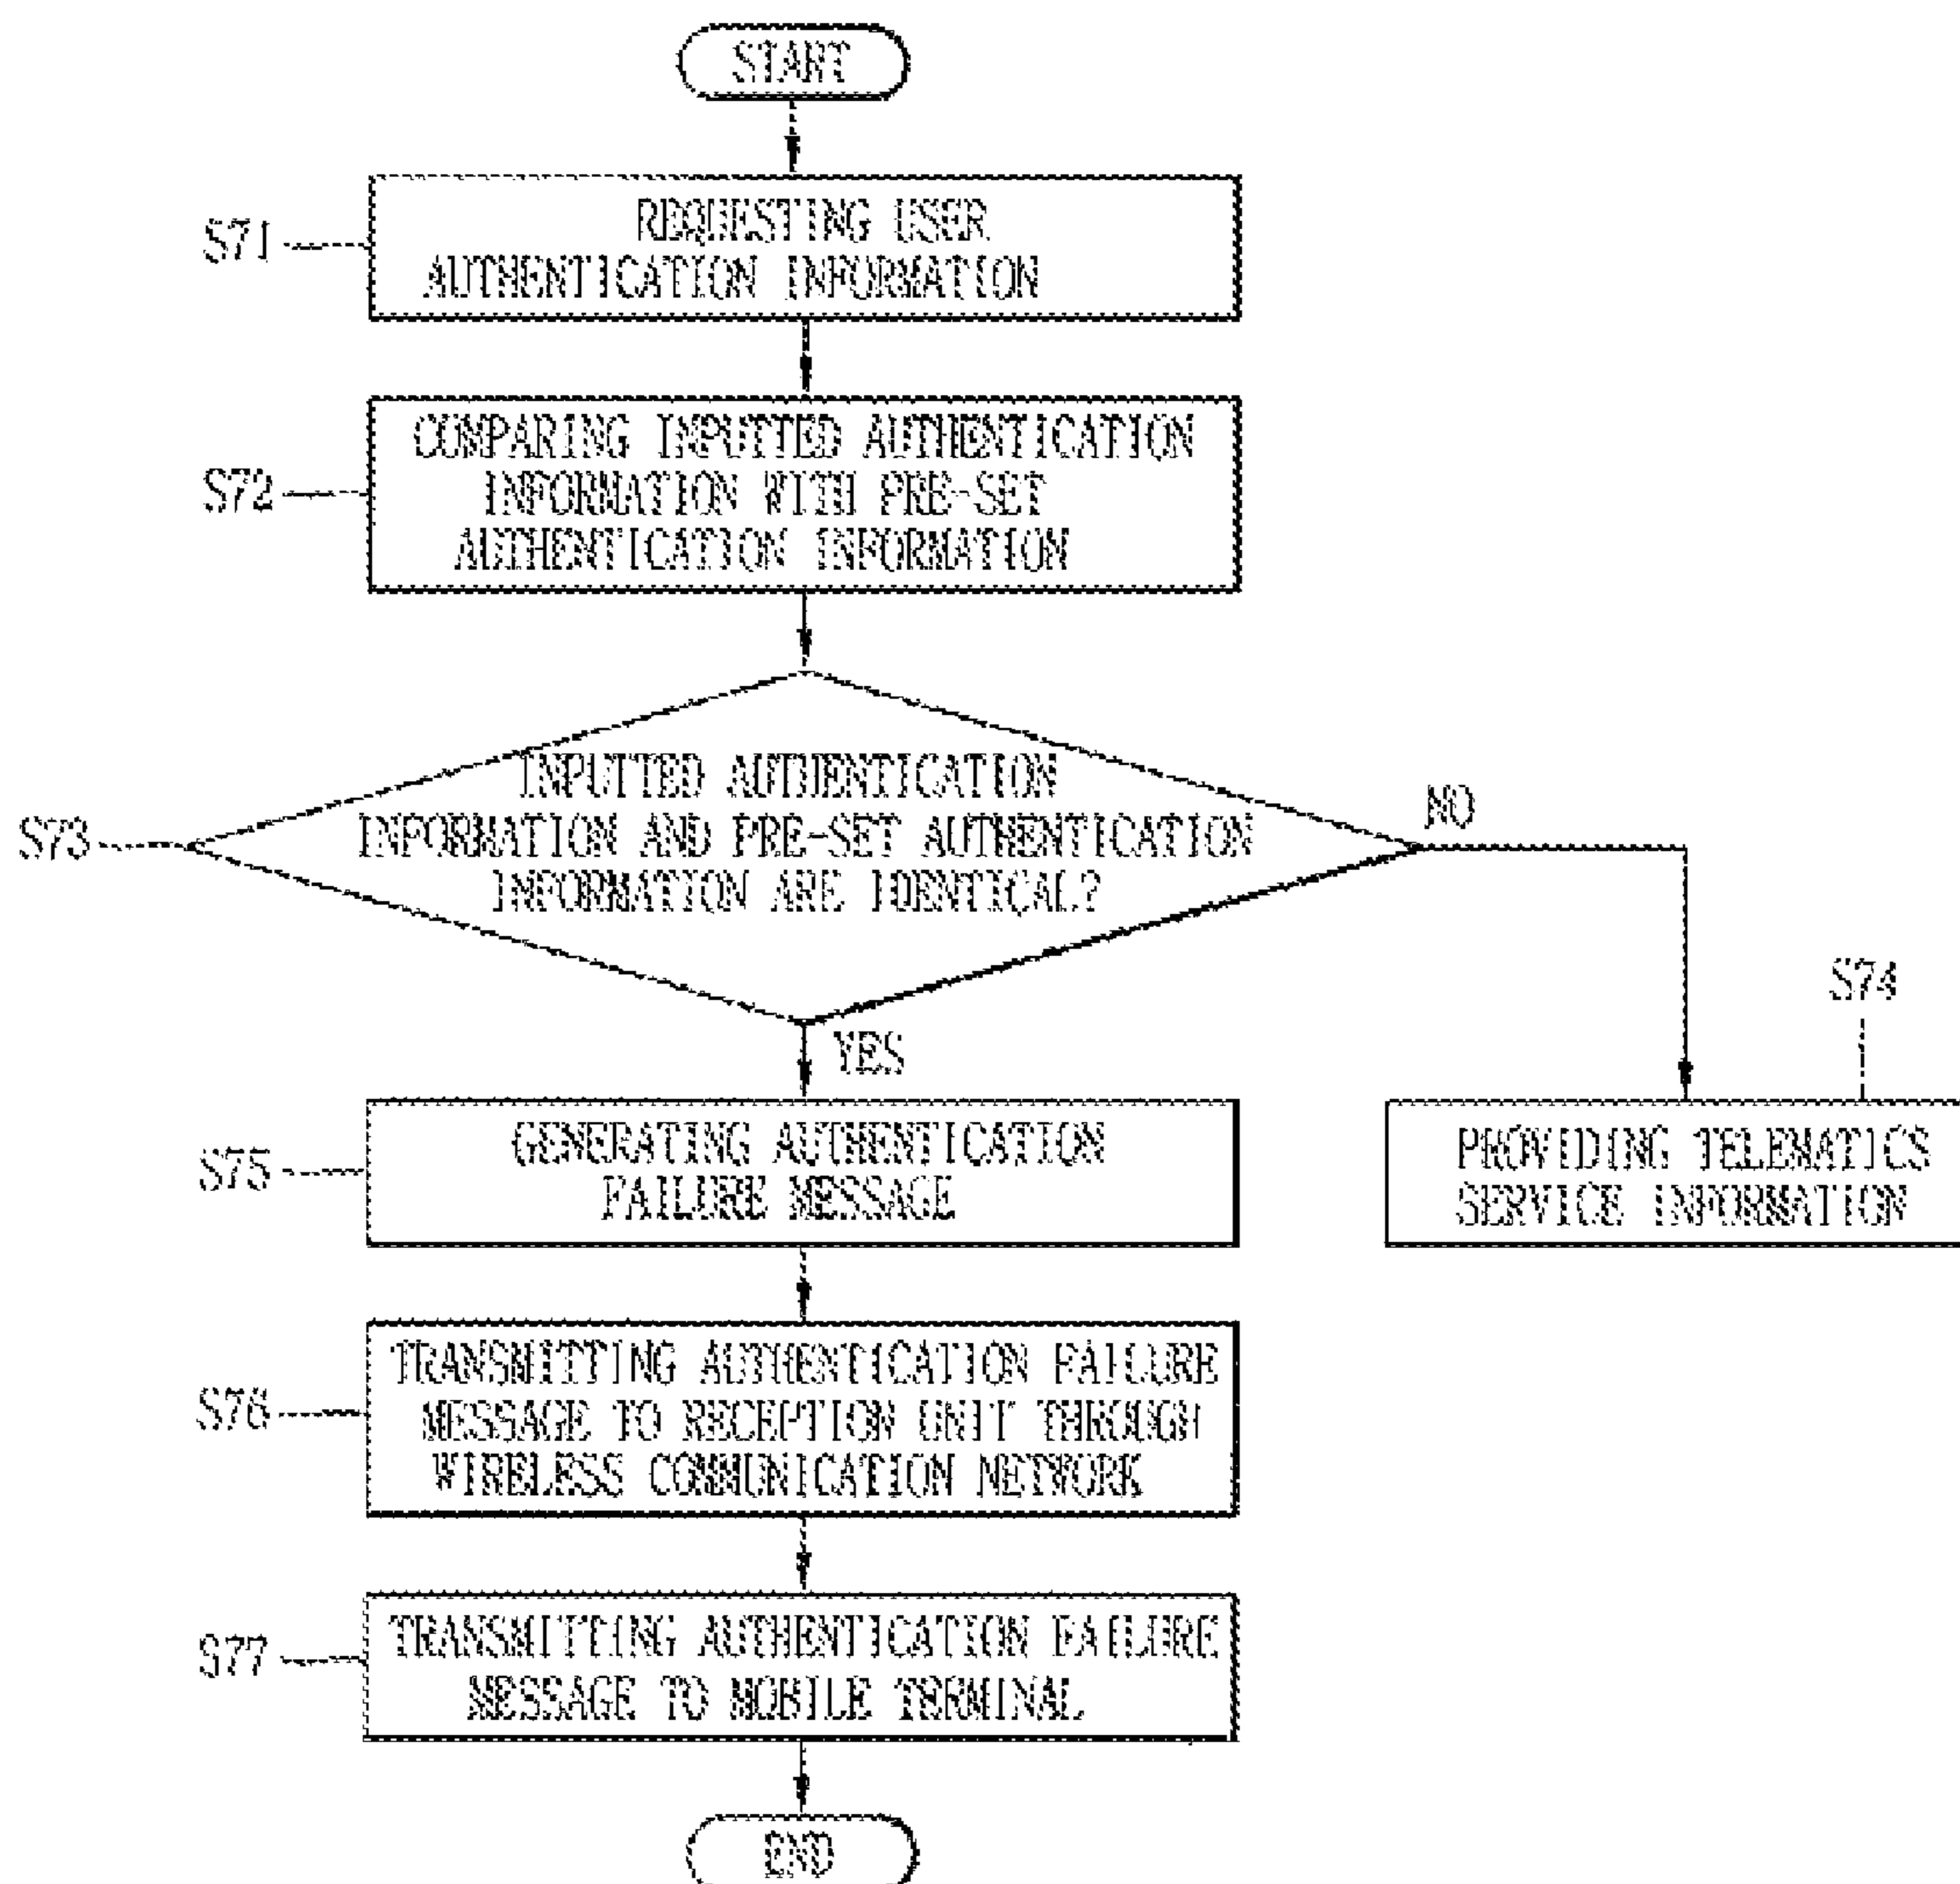 START
S71
REQUESTING USER
AUTHENTICATION INFORMATION
S72
COMPARING INPUTTED AUTHENTICATION
INFORMATION WITH PRE-SET
AUTHENTICATION INFORMATION
S73
INPUTTED AUTHENTICATION
INFORMATION AND PRE-SET AUTHENTICATION
INFORMATION ARE IDENTICAL?
NO
YES
S74
PROVIDING TELEMATICS
SERVICE INFORMATION
S75
GENERATING AUTHENTICATION
FAILURE MESSAGE
S76
TRANSMITTING AUTHENTICATION FAILURE
MESSAGE TO RECEPTION UNIT THROUGH
WIRELESS COMMUNICATION NETWORK
S77
TRANSMITTING AUTHENTICATION FAILURE
MESSAGE TO MOBILE TERMINAL
END